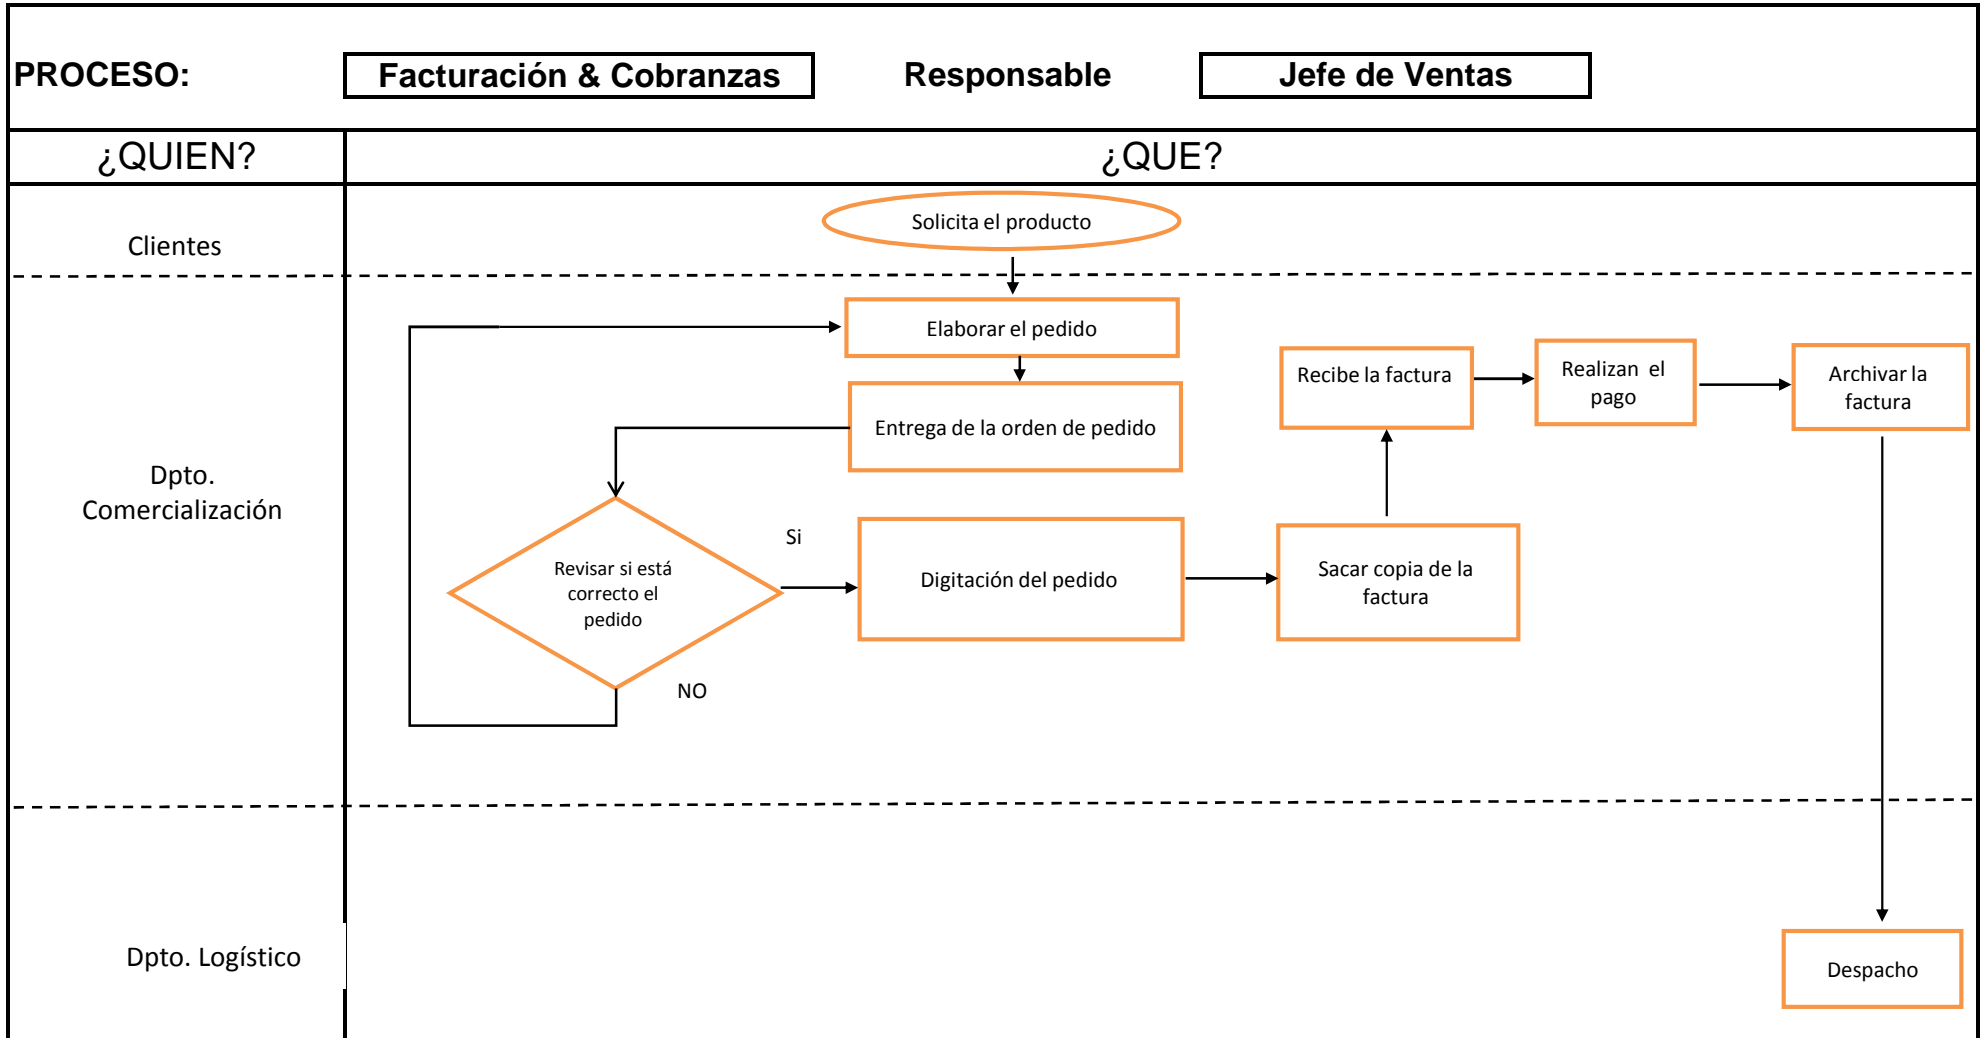 PROCESO: Facturación & Cobranzas Responsable Jefe de Ventas
¿QUIEN? ¿QUE?
Clientes
Solicita el producto
Dpto.
Comercialización
Elaborar el pedido
Entrega de la orden de pedido
Revisar si está
correcto el
pedido
Si
NO
Digitación del pedido
Sacar copia de la
factura
Recibe la factura
Realizan el
pago
Archivar la
factura
Dpto. Logístico
Despacho